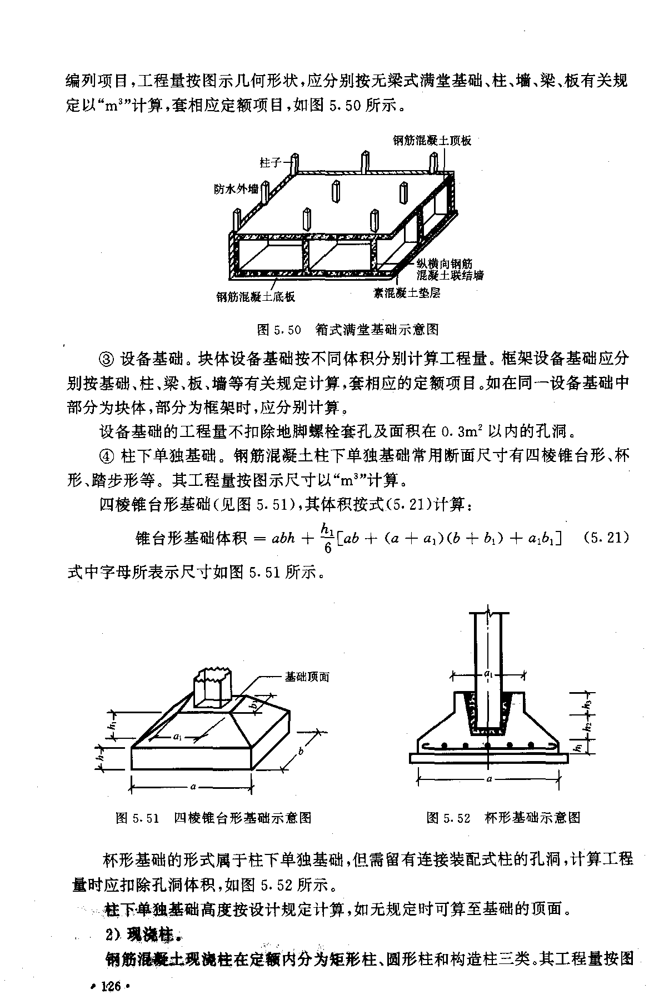 编列项目,工程量按图示几何形状,应分别按无梁式满堂基础、柱、墙、梁、板有关规
定以“m³”计算,套相应定额项目,如图 5.50 所示。
钢筋混凝土顶板
柱子
防水外墙
纵横向钢筋
混凝土联结墙
钢筋混凝土底板
素混凝土垫层
图 5.50 箱式满堂基础示意图
③ 设备基础。块体设备基础按不同体积分别计算工程量。框架设备基础应分
别按基础、柱、梁、板、墙等有关规定计算,套相应的定额项目。如在同一设备基础中
部分为块体,部分为框架时,应分别计算。
设备基础的工程量不扣除地脚螺栓套孔及面积在 0.3m² 以内的孔洞。
④ 柱下单独基础。钢筋混凝土柱下单独基础常用断面尺寸有四棱锥台形、杯
形、踏步形等。其工程量按图示尺寸以“m³”计算。
四棱锥台形基础(见图 5.51),其体积按式(5.21)计算:
锥台形基础体积 = abh + h₁/6[ab + (a + a₁)(b + b₁) + a₁b₁] (5.21)
式中字母所表示尺寸如图 5.51 所示。
基础顶面
b₁
h₁
a₁
h
b
a
a₁
h₃
h₂
h₁
a
图 5.51 四棱锥台形基础示意图
图 5.52 杯形基础示意图
杯形基础的形式属于柱下单独基础,但需留有连接装配式柱的孔洞,计算工程
量时应扣除孔洞体积,如图 5.52 所示。
柱下单独基础高度按设计规定计算,如无规定时可算至基础的顶面。
2) 现浇柱。
钢筋混凝土现浇柱在定额内分为矩形柱、圆形柱和构造柱三类。其工程量按图
· 126 ·